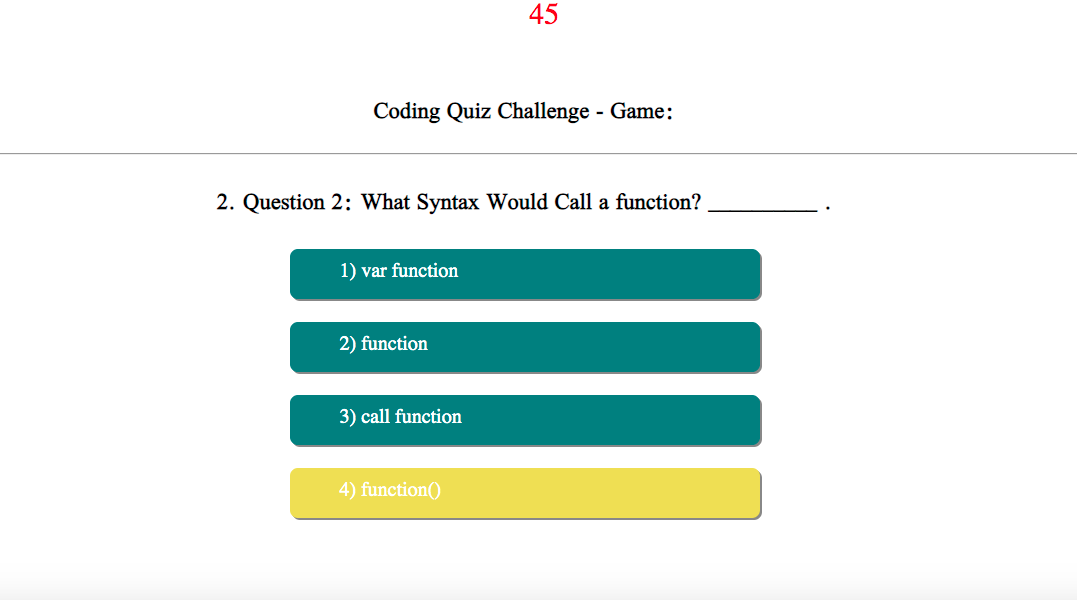 45
Coding Quiz Challenge - Game:
2. Question 2: What Syntax Would Call a function? __________ .
1) var function
2) function
3) call function
4) function()